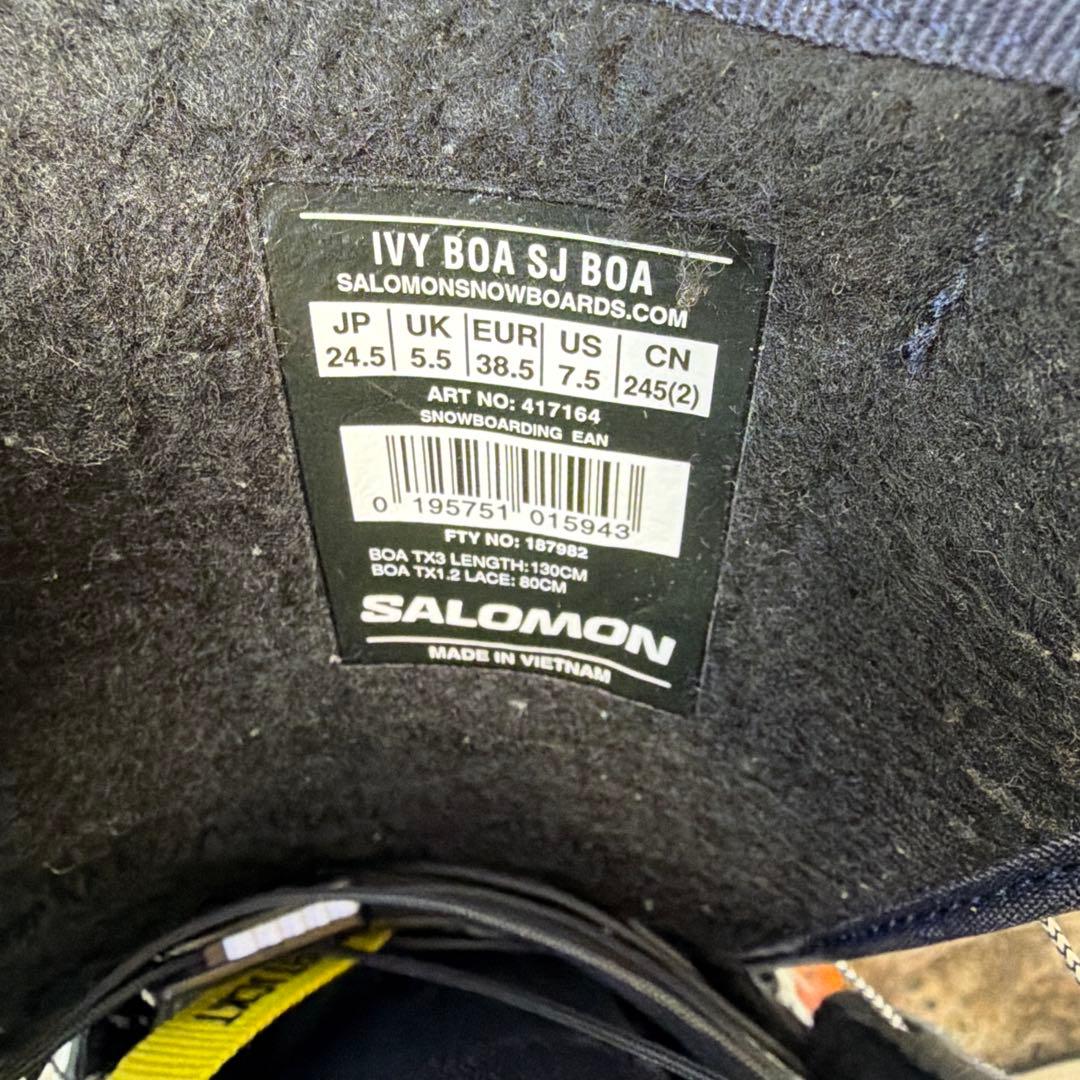 IVY BOA SJ BOA
SALOMONSNOWBOARDS.COM
JP UK EUR US CN
24.5 5.5 38.5 7.5 245(2)
ART NO: 417164
SNOWBOARDING EAN
0 195751 015943
FTY NO: 187982
BOA TX3 LENGTH:130CM
BOA TX1.2 LACE: 80CM
SALOMON
MADE IN VIETNAM